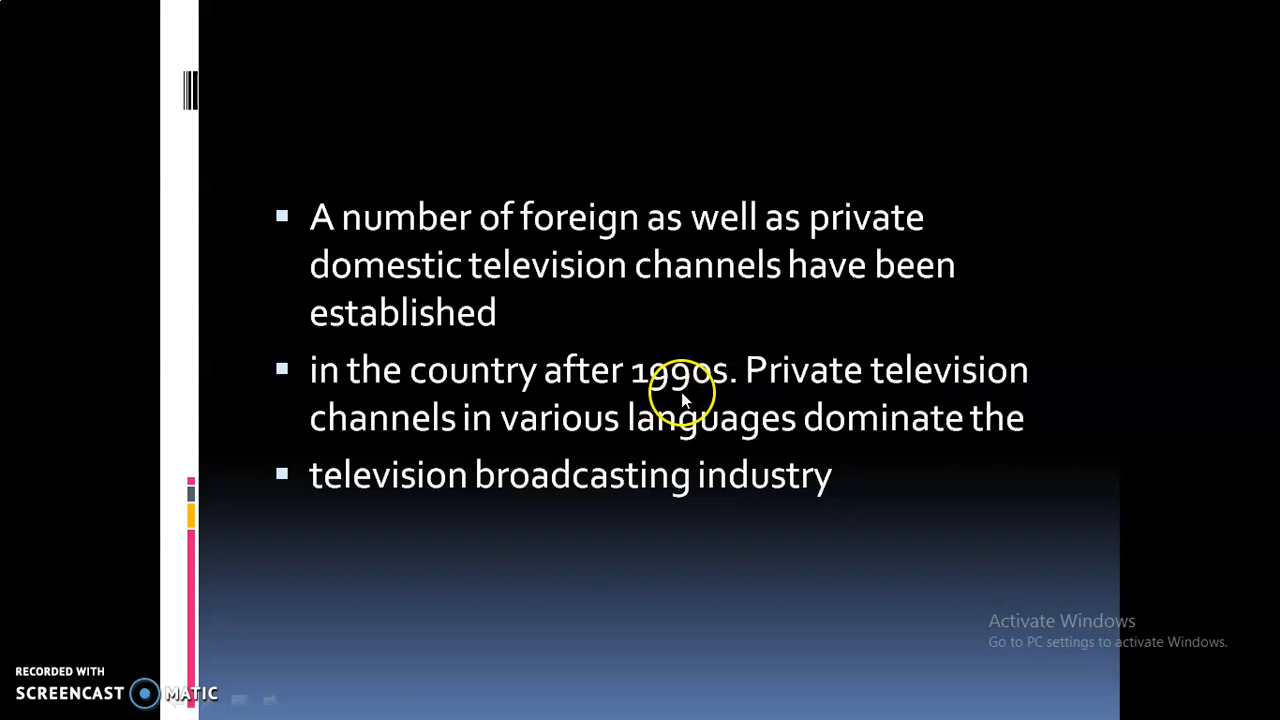 A number of foreign as well as private
domestic television channels have been
established
in the country after 1990s. Private television
channels in various languages dominate the
television broadcasting industry
Activate Windows
Go to PC settings to activate Windows.
RECORDED WITH
SCREENCAST MATIC